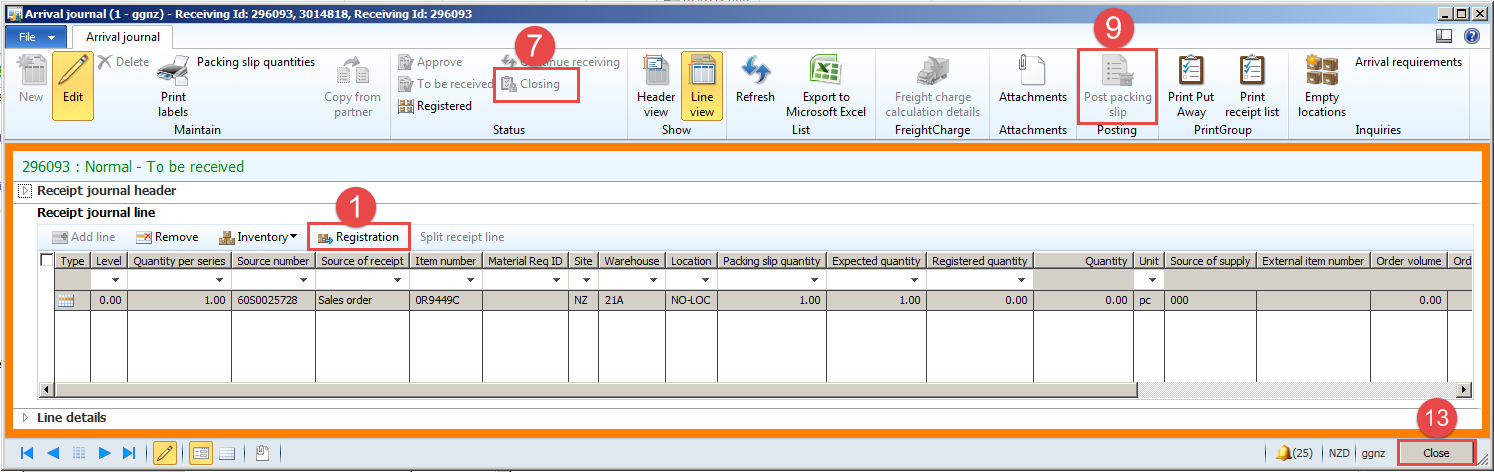 Arrival journal (1 - ggnz) - Receiving Id: 296093, 3014818, Receiving Id: 296093
File
Arrival journal
7
9
New
Edit
Delete
Print labels
Packing slip quantities
Copy from partner
Maintain
Approve
To be received
Registered
Continue receiving
Closing
Status
Header view
Line view
Show
Refresh
Export to Microsoft Excel
List
Freight charge calculation details
FreightCharge
Attachments
Attachments
Post packing slip
Posting
Print Put Away
Print receipt list
PrintGroup
Empty locations
Arrival requirements
Inquiries
296093 : Normal - To be received
Receipt journal header
1
Receipt journal line
Add line Remove Inventory Registration Split receipt line
Type Level Quantity per series Source number Source of receipt Item number Material Req ID Site Warehouse Location Packing slip quantity Expected quantity Registered quantity Quantity Unit Source of supply External item number Order volume Ord
0.00 1.00 60S0025728 Sales order 0R9449C NZ 21A NO-LOC 1.00 1.00 0.00 0.00 pc 000 0.00
Line details
13
(25) NZD ggnz Close